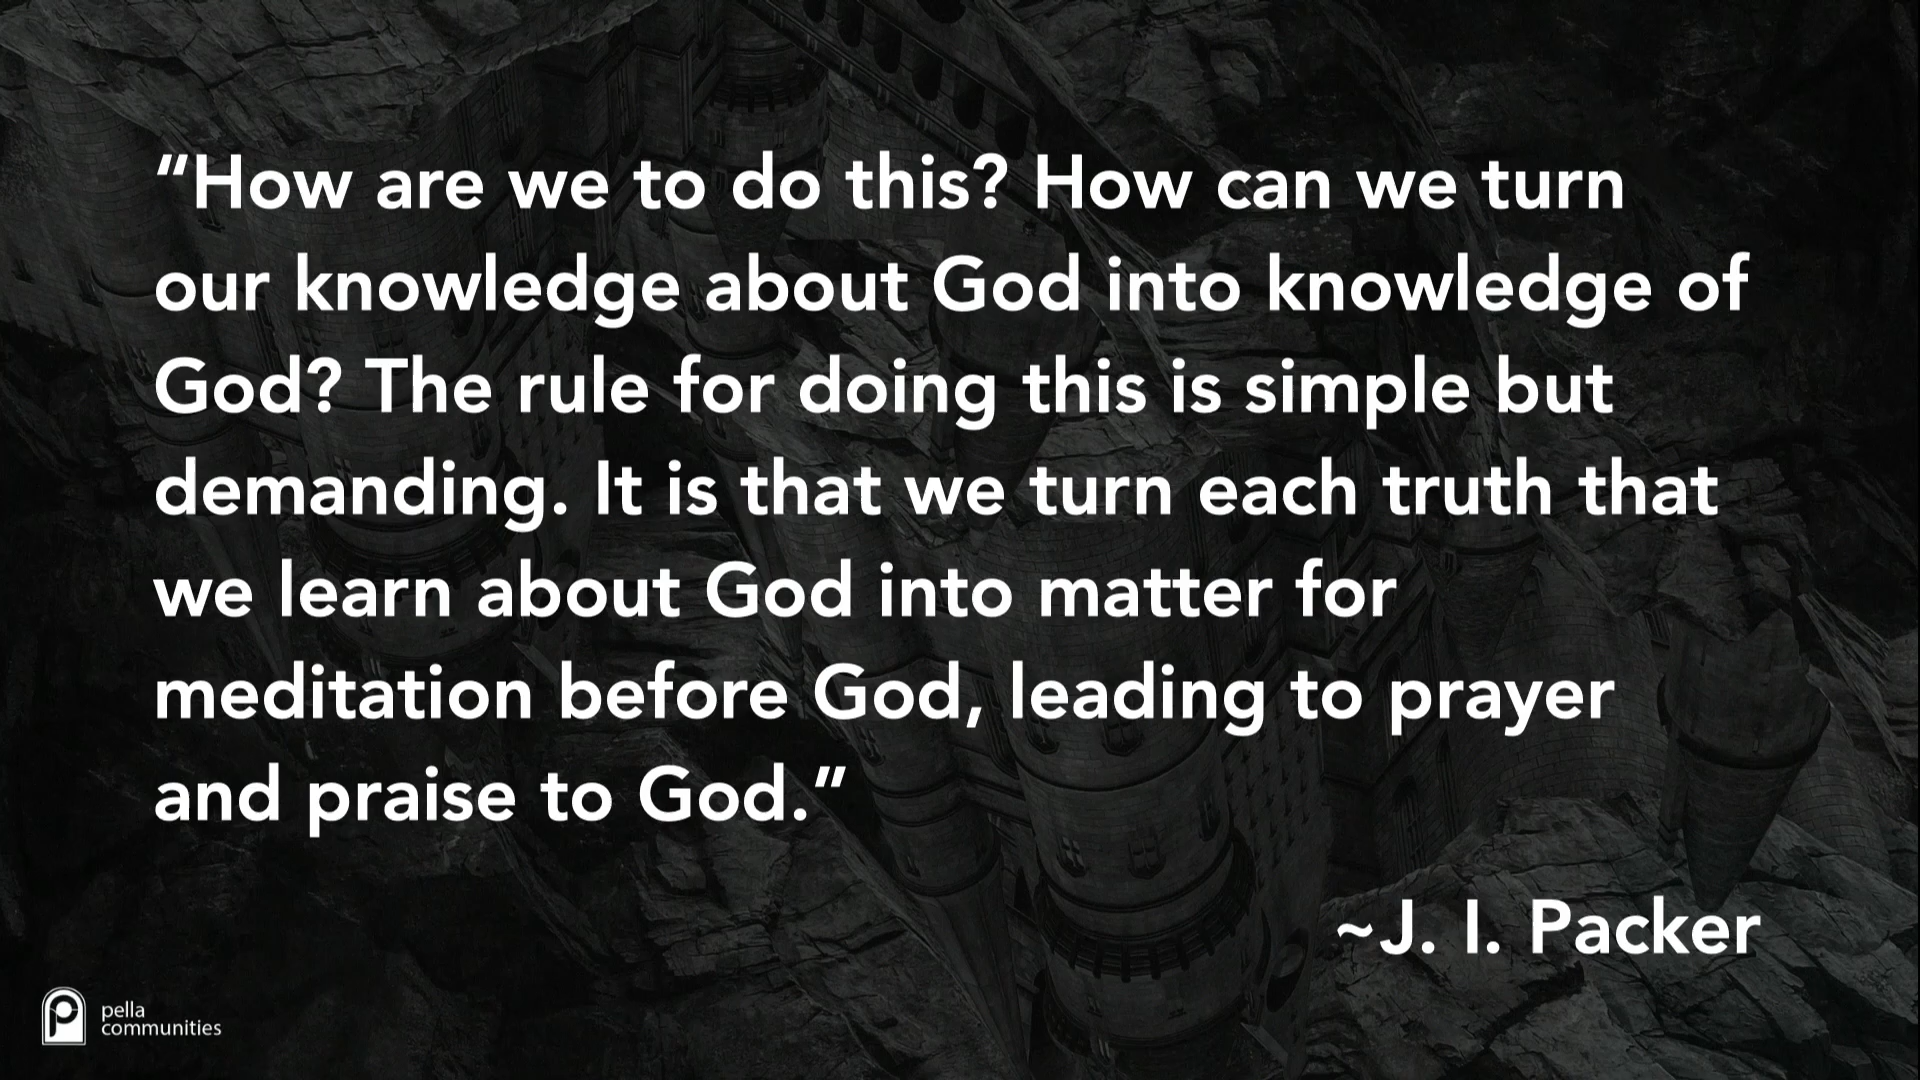 “How are we to do this? How can we turn
our knowledge about God into knowledge of
God? The rule for doing this is simple but
demanding. It is that we turn each truth that
we learn about God into matter for
meditation before God, leading to prayer
and praise to God.”
~J. I. Packer
pella
communities